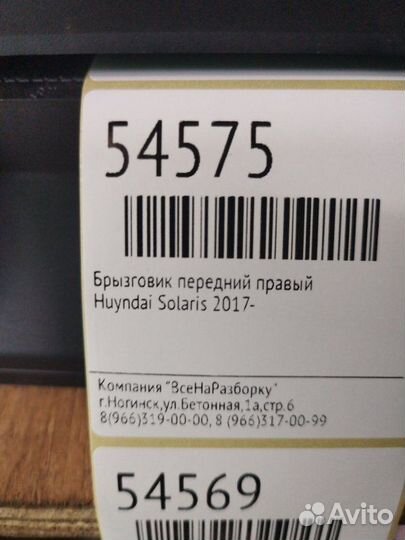 54575
Брызговик передний правый
Huyndai Solaris 2017-
Компания "ВсеНаРазборку"
г.Ногинск,ул.Бетонная,1а,стр.6
8(966)319-00-00, 8 (966)317-00-99
54569
Avito